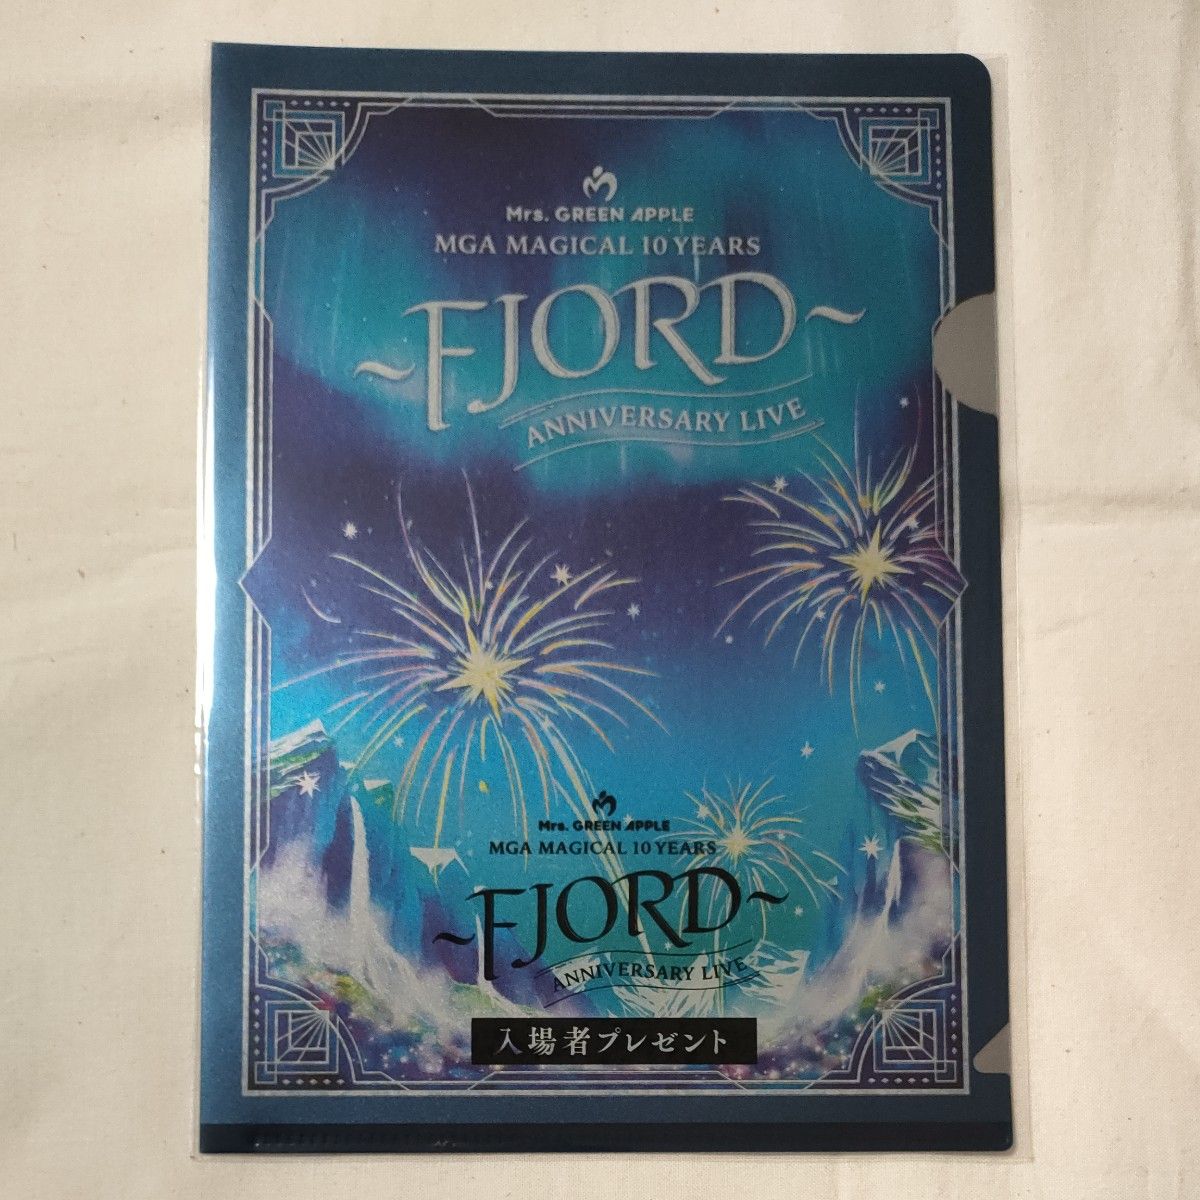 Mrs. GREEN APPLE
MGA MAGICAL 10 YEARS
~FJORD~
ANNIVERSARY LIVE
Mrs. GREEN APPLE
MGA MAGICAL 10 YEARS
~FJORD~
ANNIVERSARY LIVE
入場者プレゼント